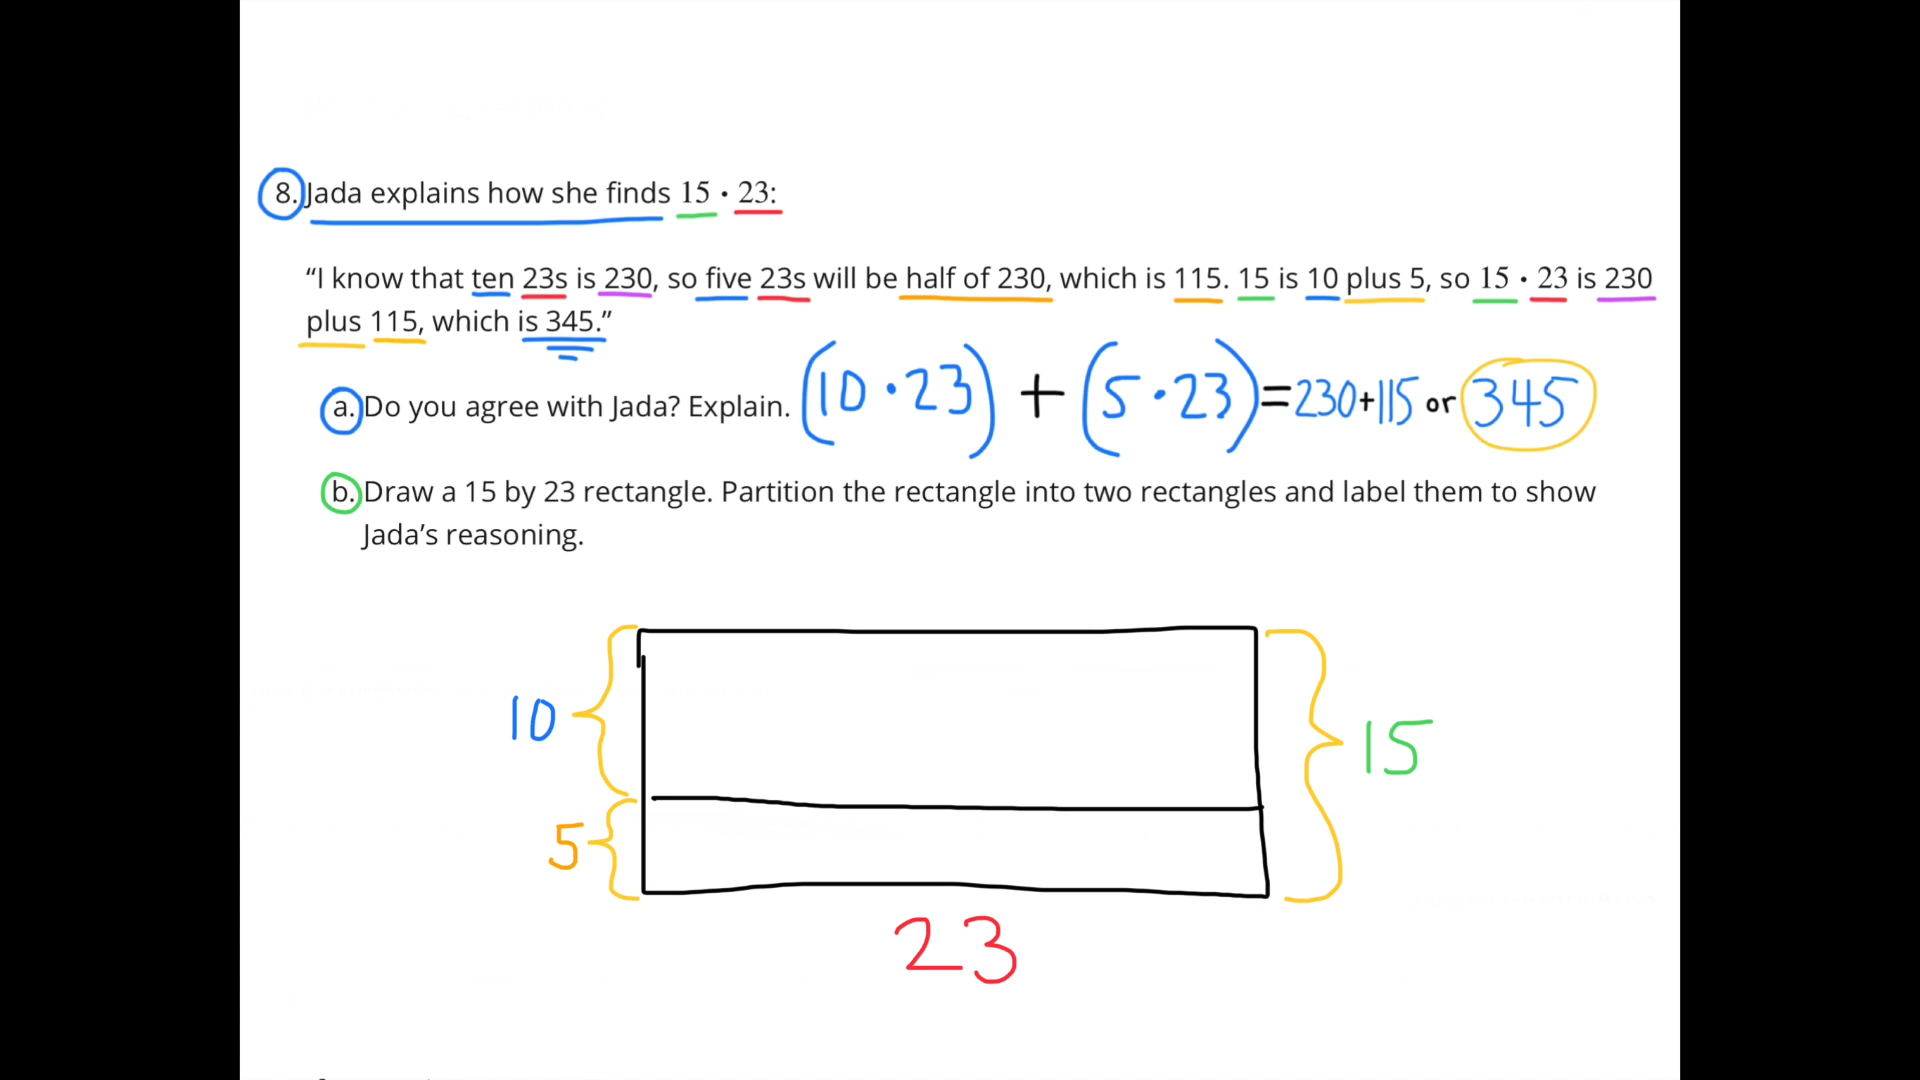 8. Jada explains how she finds 15 · 23:
“I know that ten 23s is 230, so five 23s will be half of 230, which is 115. 15 is 10 plus 5, so 15 · 23 is 230
plus 115, which is 345.”
a. Do you agree with Jada? Explain. (10 · 23) + (5 · 23) = 230 + 115 or 345
b. Draw a 15 by 23 rectangle. Partition the rectangle into two rectangles and label them to show
Jada’s reasoning.
10
15
5
23